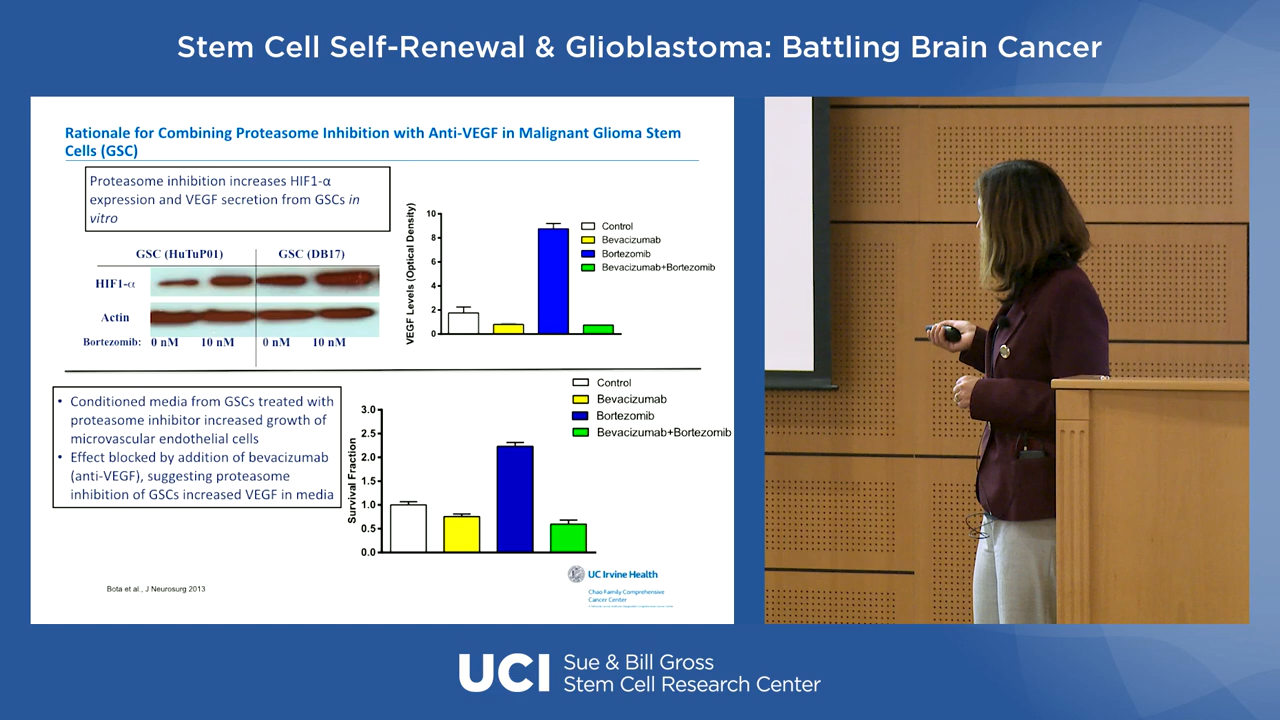 Stem Cell Self-Renewal & Glioblastoma: Battling Brain Cancer
Rationale for Combining Proteasome Inhibition with Anti-VEGF in Malignant Glioma Stem
Cells (GSC)
Proteasome inhibition increases HIF1-α
expression and VEGF secretion from GSCs in
vitro
GSC (HuTuP01) GSC (DB17)
HIF1-α
Actin
Bortezomib: 0 nM 10 nM 0 nM 10 nM
VEGF Levels (Optical Density)
10
8
6
4
2
0
Control
Bevacizumab
Bortezomib
Bevacizumab+Bortezomib
• Conditioned media from GSCs treated with
proteasome inhibitor increased growth of
microvascular endothelial cells
• Effect blocked by addition of bevacizumab
(anti-VEGF), suggesting proteasome
inhibition of GSCs increased VEGF in media
Survival Fraction
3.0
2.5
2.0
1.5
1.0
0.5
0.0
Control
Bevacizumab
Bortezomib
Bevacizumab+Bortezomib
Bota et al., J Neurosurg 2013
UC Irvine Health
Chao Family Comprehensive
Cancer Center
UCI Sue & Bill Gross
Stem Cell Research Center